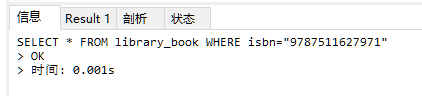 信息 Result 1 剖析 状态
SELECT * FROM library_book WHERE isbn="9787511627971"
> OK
> 时间: 0.001s